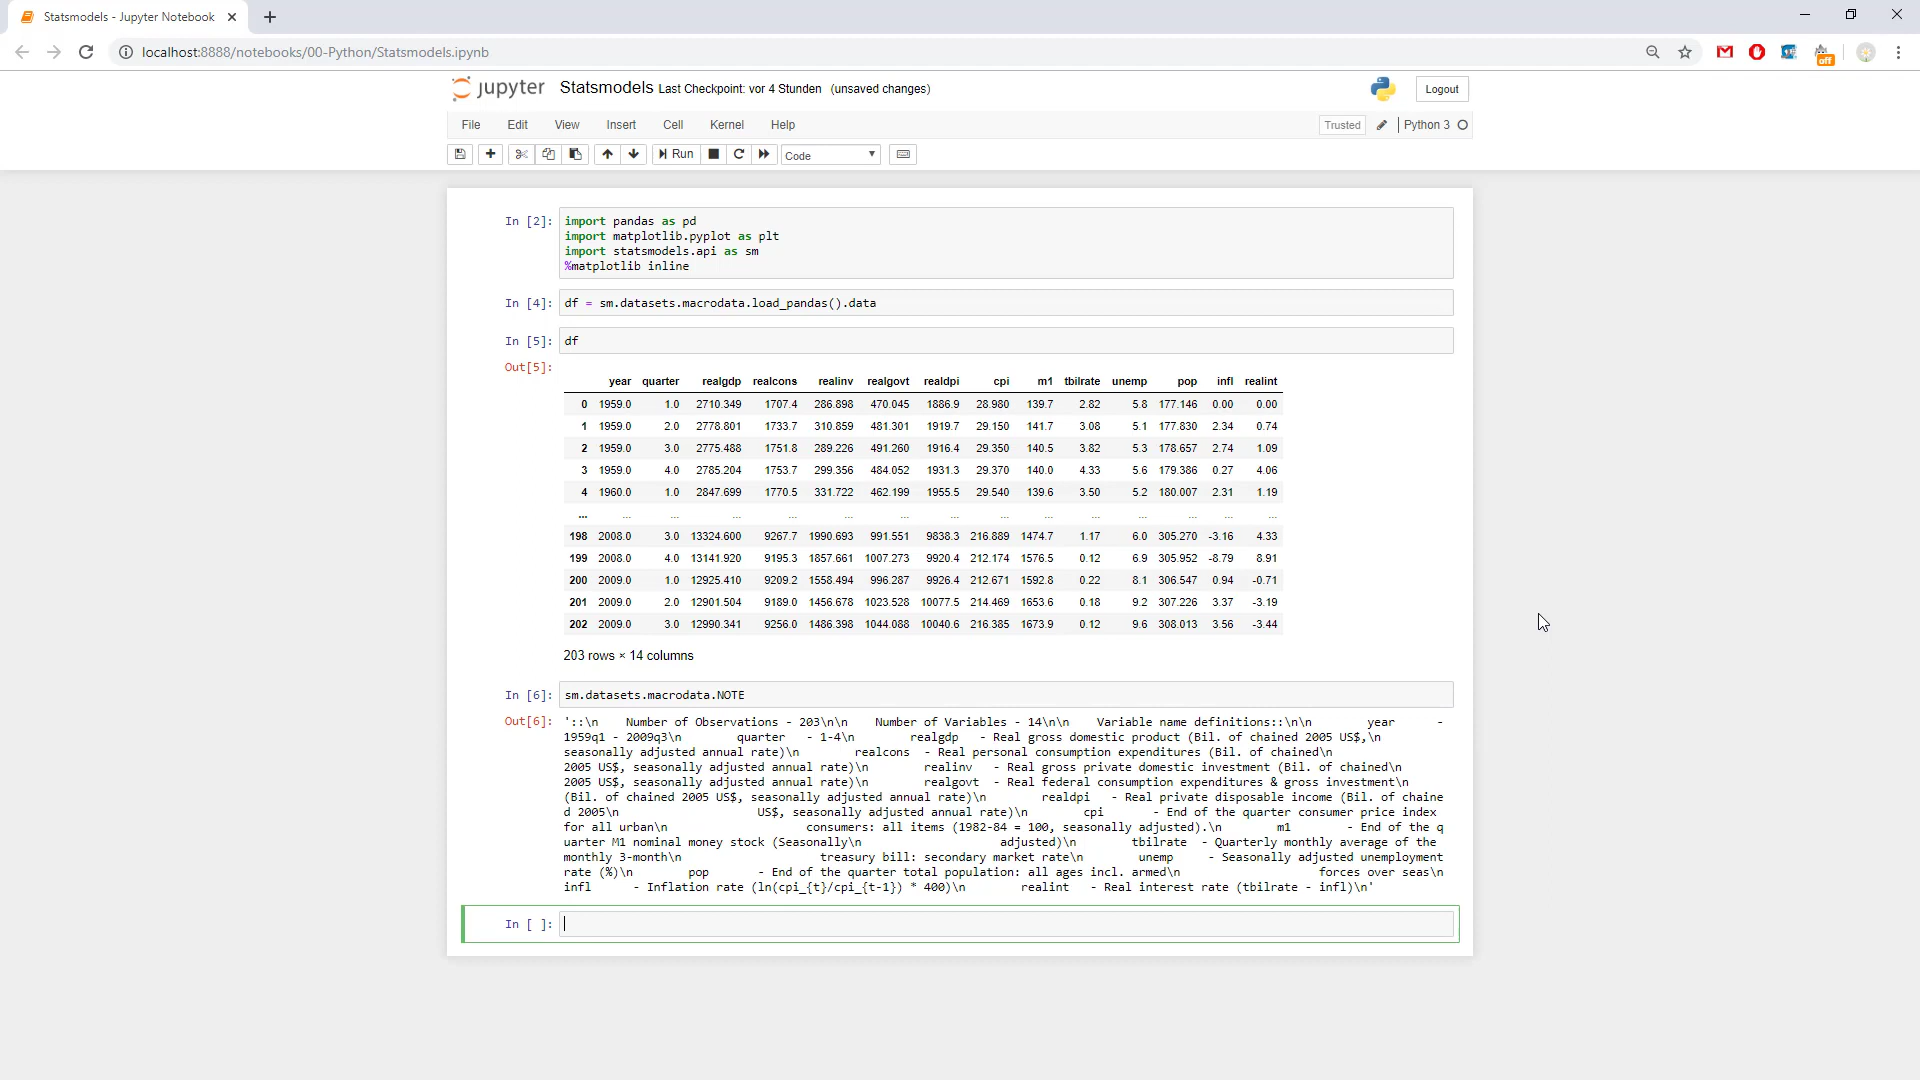 Statsmodels - Jupyter Notebook
localhost:8888/notebooks/00-Python/Statsmodels.ipynb
off
jupyter Statsmodels Last Checkpoint: vor 4 Stunden (unsaved changes) Logout
File Edit View Insert Cell Kernel Help Trusted Python 3
Run Code
In [2]: import pandas as pd
import matplotlib.pyplot as plt
import statsmodels.api as sm
%matplotlib inline
In [4]: df = sm.datasets.macrodata.load_pandas().data
In [5]: df
Out[5]:
year quarter realgdp realcons realinv realgovt realdpi cpi m1 tbilrate unemp pop infl realint
0 1959.0 1.0 2710.349 1707.4 286.898 470.045 1886.9 28.980 139.7 2.82 5.8 177.146 0.00 0.00
1 1959.0 2.0 2778.801 1733.7 310.859 481.301 1919.7 29.150 141.7 3.08 5.1 177.830 2.34 0.74
2 1959.0 3.0 2775.488 1751.8 289.226 491.260 1916.4 29.350 140.5 3.82 5.3 178.657 2.74 1.09
3 1959.0 4.0 2785.204 1753.7 299.356 484.052 1931.3 29.370 140.0 4.33 5.6 179.386 0.27 4.06
4 1960.0 1.0 2847.699 1770.5 331.722 462.199 1955.5 29.540 139.6 3.50 5.2 180.007 2.31 1.19
... ... ... ... ... ... ... ... ... ... ... ... ... ... ...
198 2008.0 3.0 13324.600 9267.7 1990.693 991.551 9838.3 216.889 1474.7 1.17 6.0 305.270 -3.16 4.33
199 2008.0 4.0 13141.920 9195.3 1857.661 1007.273 9920.4 212.174 1576.5 0.12 6.9 305.952 -8.79 8.91
200 2009.0 1.0 12925.410 9209.2 1558.494 996.287 9926.4 212.671 1592.8 0.22 8.1 306.547 0.94 -0.71
201 2009.0 2.0 12901.504 9189.0 1456.678 1023.528 10077.5 214.469 1653.6 0.18 9.2 307.226 3.37 -3.19
202 2009.0 3.0 12990.341 9256.0 1486.398 1044.088 10040.6 216.385 1673.9 0.12 9.6 308.013 3.56 -3.44
203 rows × 14 columns
In [6]: sm.datasets.macrodata.NOTE
Out[6]: '::\n    Number of Observations - 203\n\n    Number of Variables - 14\n\n    Variable name definitions::\n\n        year      -
1959q1 - 2009q3\n        quarter   - 1-4\n        realgdp   - Real gross domestic product (Bil. of chained 2005 US$,\n
seasonally adjusted annual rate)\n        realcons  - Real personal consumption expenditures (Bil. of chained\n
2005 US$, seasonally adjusted annual rate)\n        realinv   - Real gross private domestic investment (Bil. of chained\n
2005 US$, seasonally adjusted annual rate)\n        realgovt  - Real federal consumption expenditures & gross investment\n
(Bil. of chained 2005 US$, seasonally adjusted annual rate)\n        realdpi   - Real private disposable income (Bil. of chaine
d 2005\n                    US$, seasonally adjusted annual rate)\n        cpi       - End of the quarter consumer price index
for all urban\n                    consumers: all items (1982-84 = 100, seasonally adjusted).\n        m1        - End of the q
uarter M1 nominal money stock (Seasonally\n                    adjusted)\n        tbilrate  - Quarterly monthly average of the
monthly 3-month\n                    treasury bill: secondary market rate\n        unemp     - Seasonally adjusted unemployment
rate (%)\n        pop       - End of the quarter total population: all ages incl. armed\n                    forces over seas\n
infl      - Inflation rate (ln(cpi_{t}/cpi_{t-1}) * 400)\n        realint   - Real interest rate (tbilrate - infl)\n'
In [ ]: